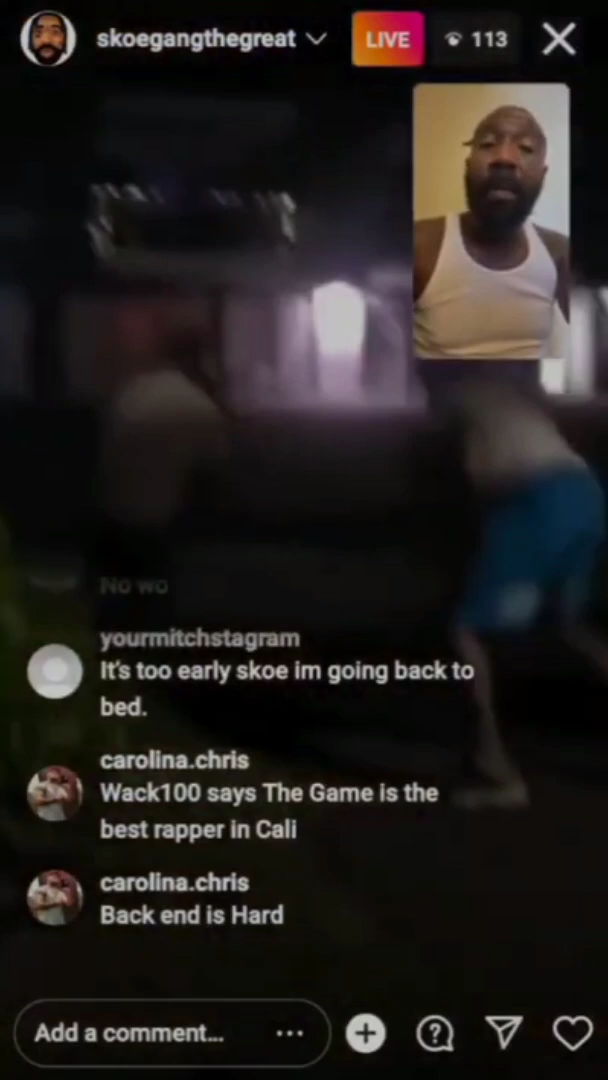 skoegangthegreat
LIVE
113
No wo
yourmitchstagram
It's too early skoe im going back to
bed.
carolina.chris
Wack100 says The Game is the
best rapper in Cali
carolina.chris
Back end is Hard
Add a comment...